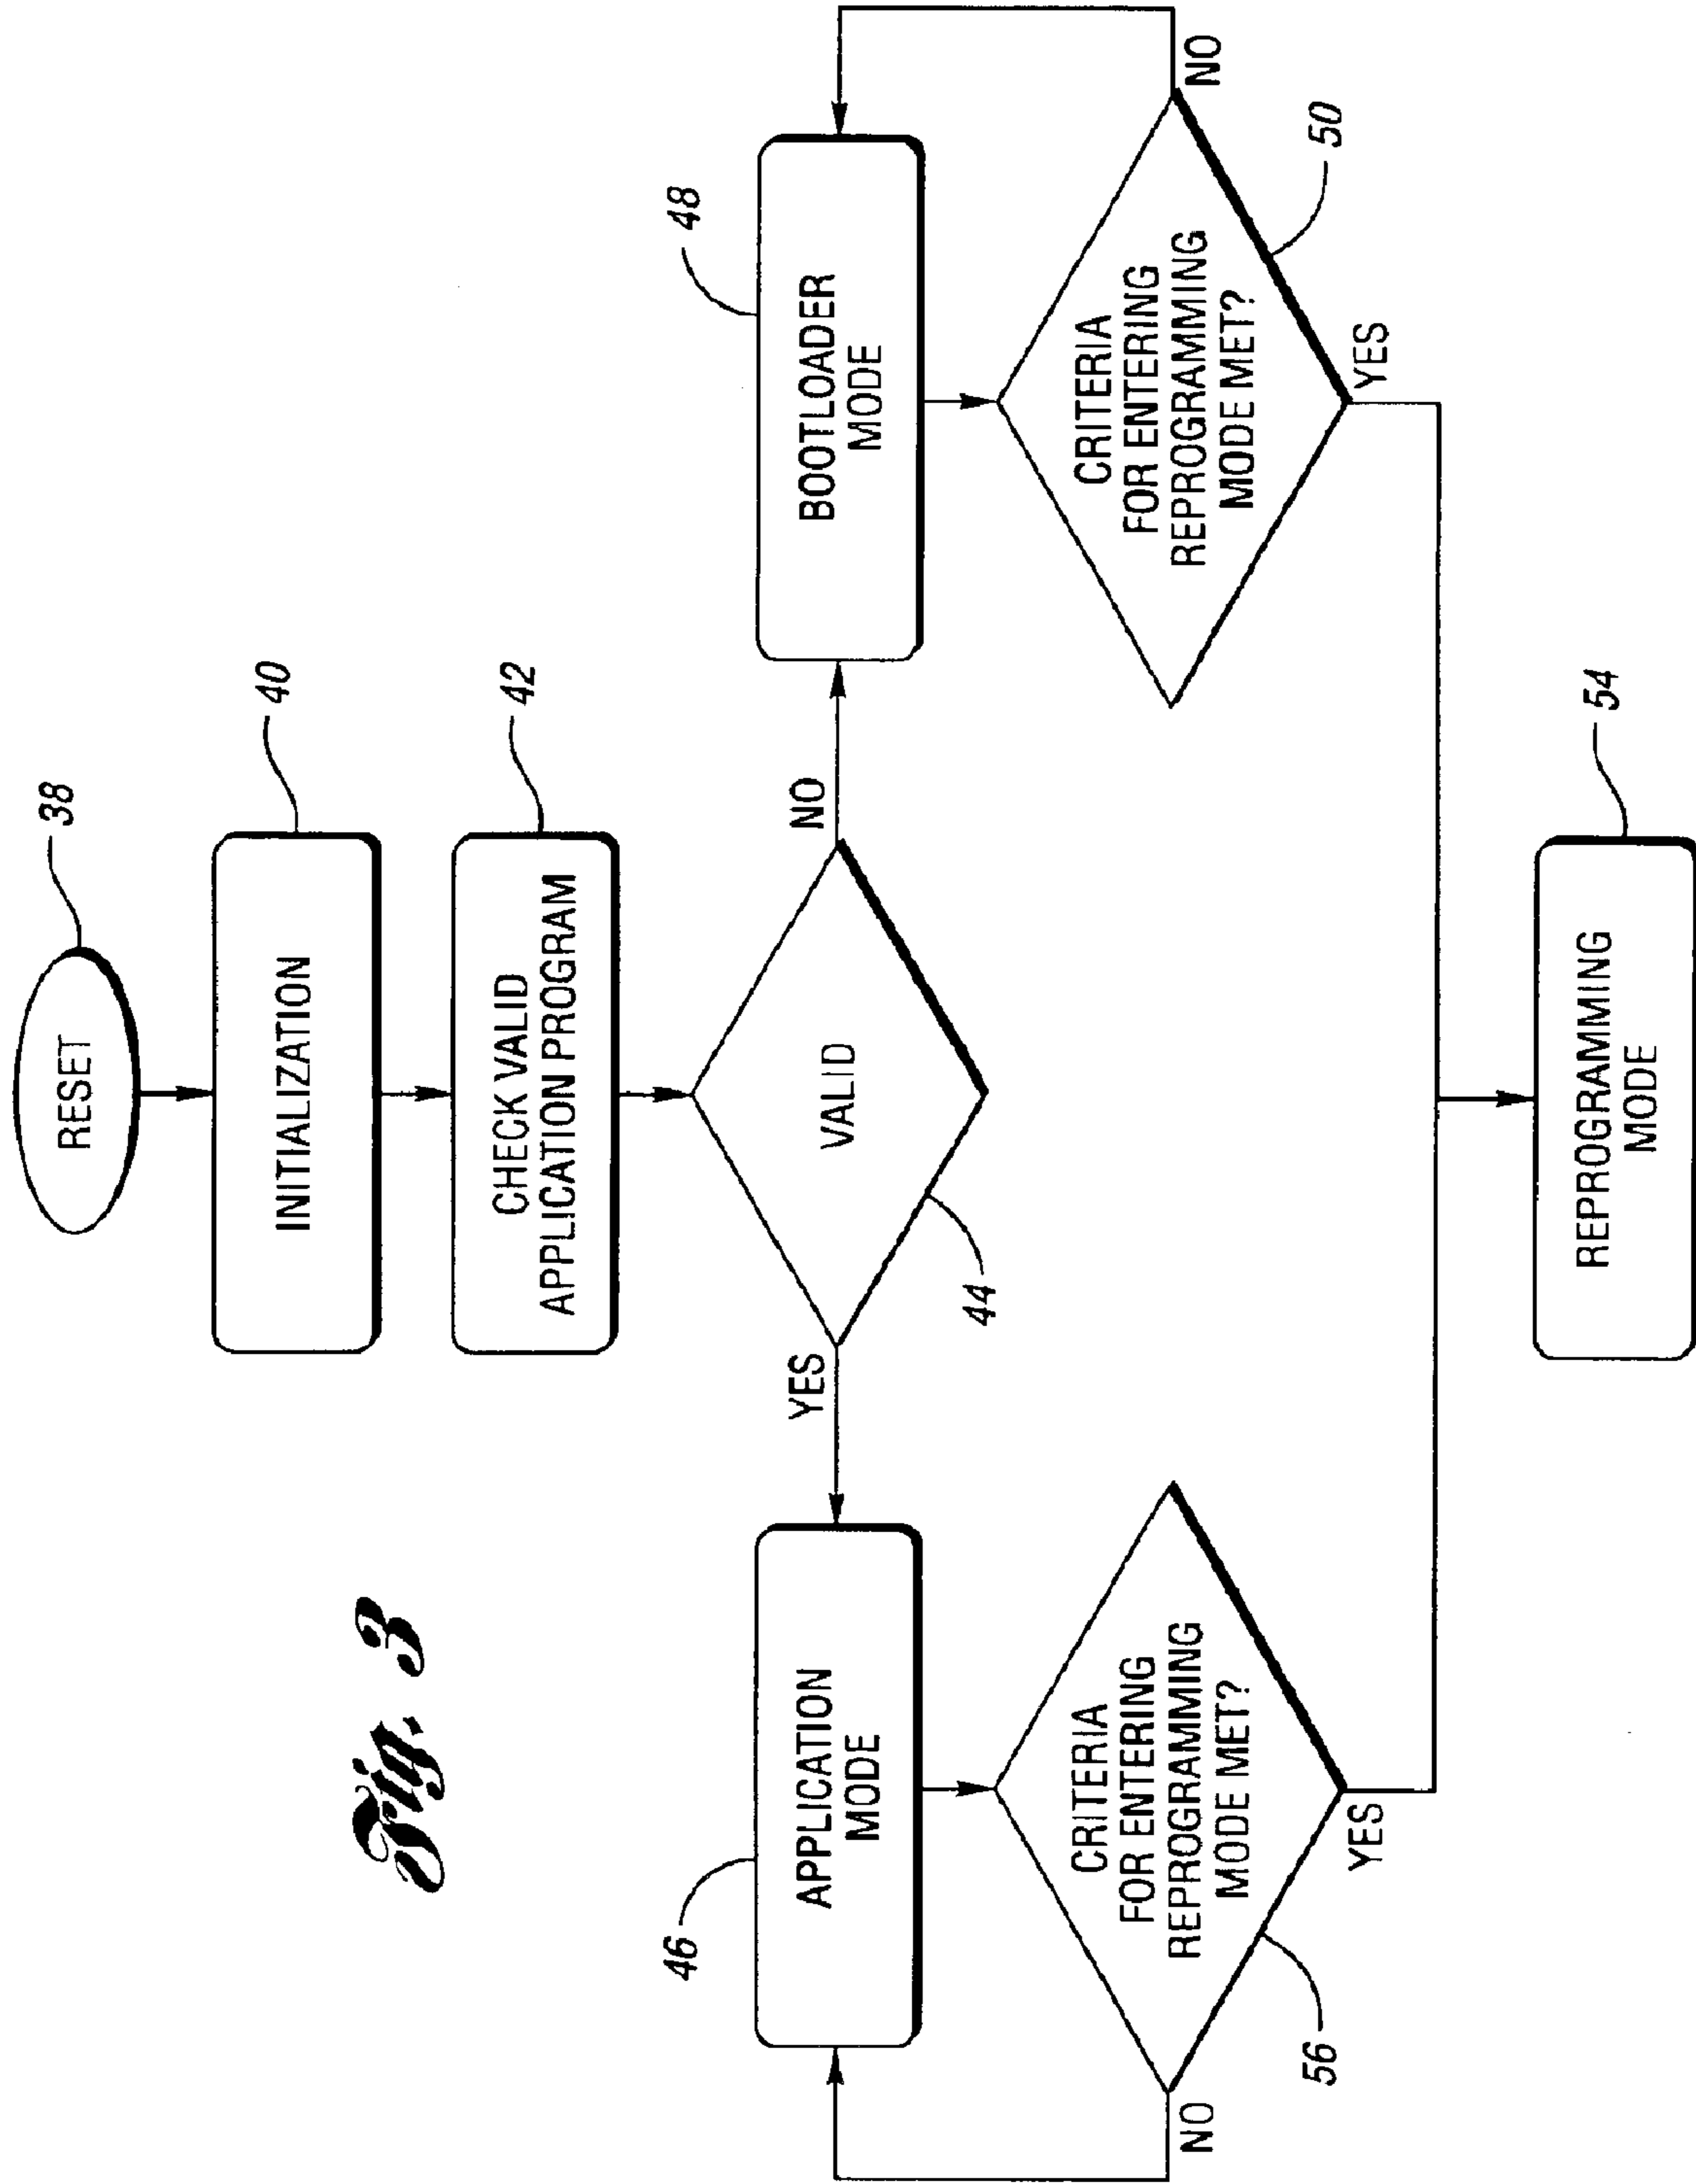 Fig. 3
RESET
38
INITIALIZATION
40
CHECK VALID
APPLICATION PROGRAM
42
VALID
44
YES
NO
APPLICATION
MODE
46
BOOTLOADER
MODE
48
CRITERIA
FOR ENTERING
REPROGRAMMING
MODE MET?
56
NO
YES
CRITERIA
FOR ENTERING
REPROGRAMMING
MODE MET?
50
NO
YES
REPROGRAMMING
MODE
54